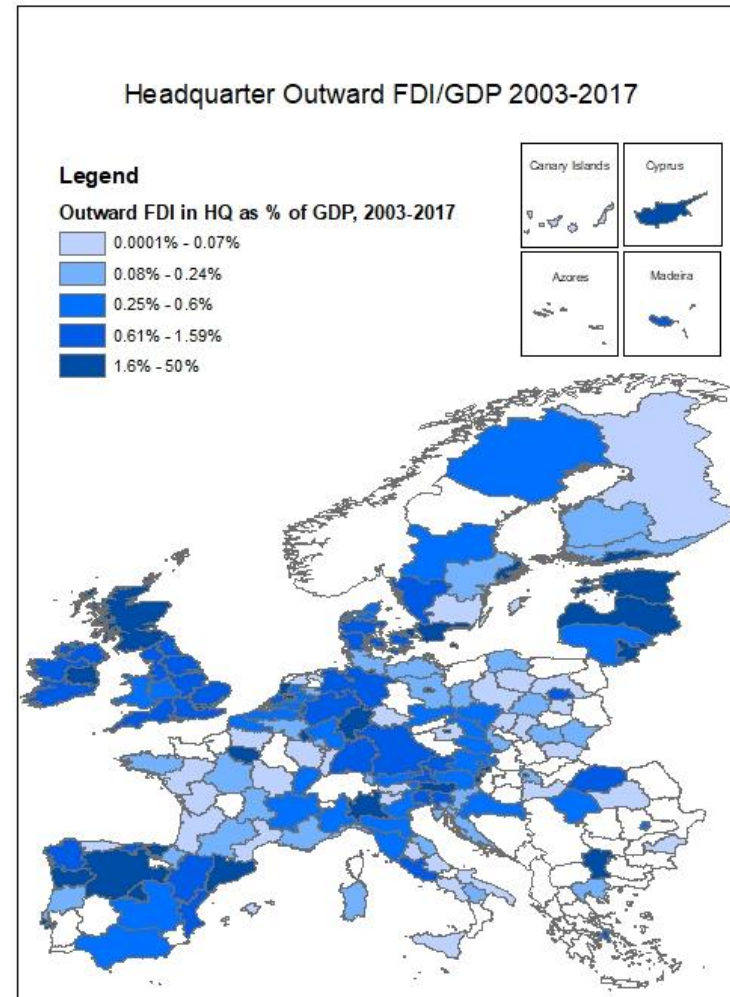 Headquarter Outward FDI/GDP 2003-2017
Legend
Outward FDI in HQ as % of GDP, 2003-2017
0.0001% - 0.07%
0.08% - 0.24%
0.25% - 0.6%
0.61% - 1.59%
1.6% - 50%
Canary Islands
Cyprus
Azores
Madeira